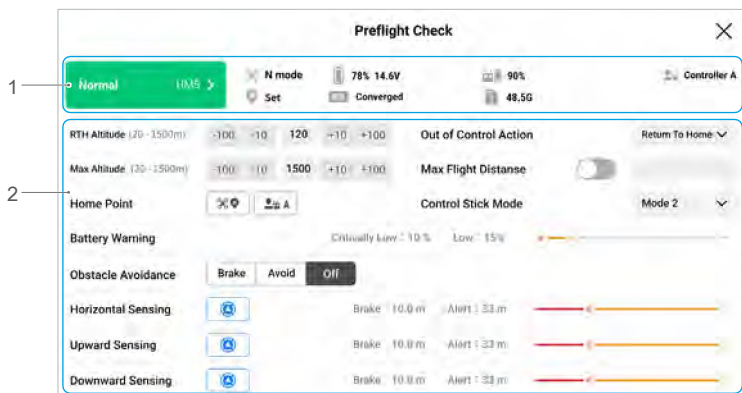 Preflight Check
1
Normal HMS >
N mode 78% 14.6V 90% Controller A
Set Converged 48.5G
2
RTH Altitude (20 - 1500m) -100 -10 120 +10 +100 Out of Control Action Return To Home
Max Altitude (20 - 1500m) -100 -10 1500 +10 +100 Max Flight Distanse
Home Point A Control Stick Mode Mode 2
Battery Warning Critically Low : 10 % Low : 15%
Obstacle Avoidance Brake Avoid Off
Horizontal Sensing Brake : 10.0 m Alert : 33 m
Upward Sensing Brake : 10.0 m Alert : 33 m
Downward Sensing Brake : 10.0 m Alert : 33 m